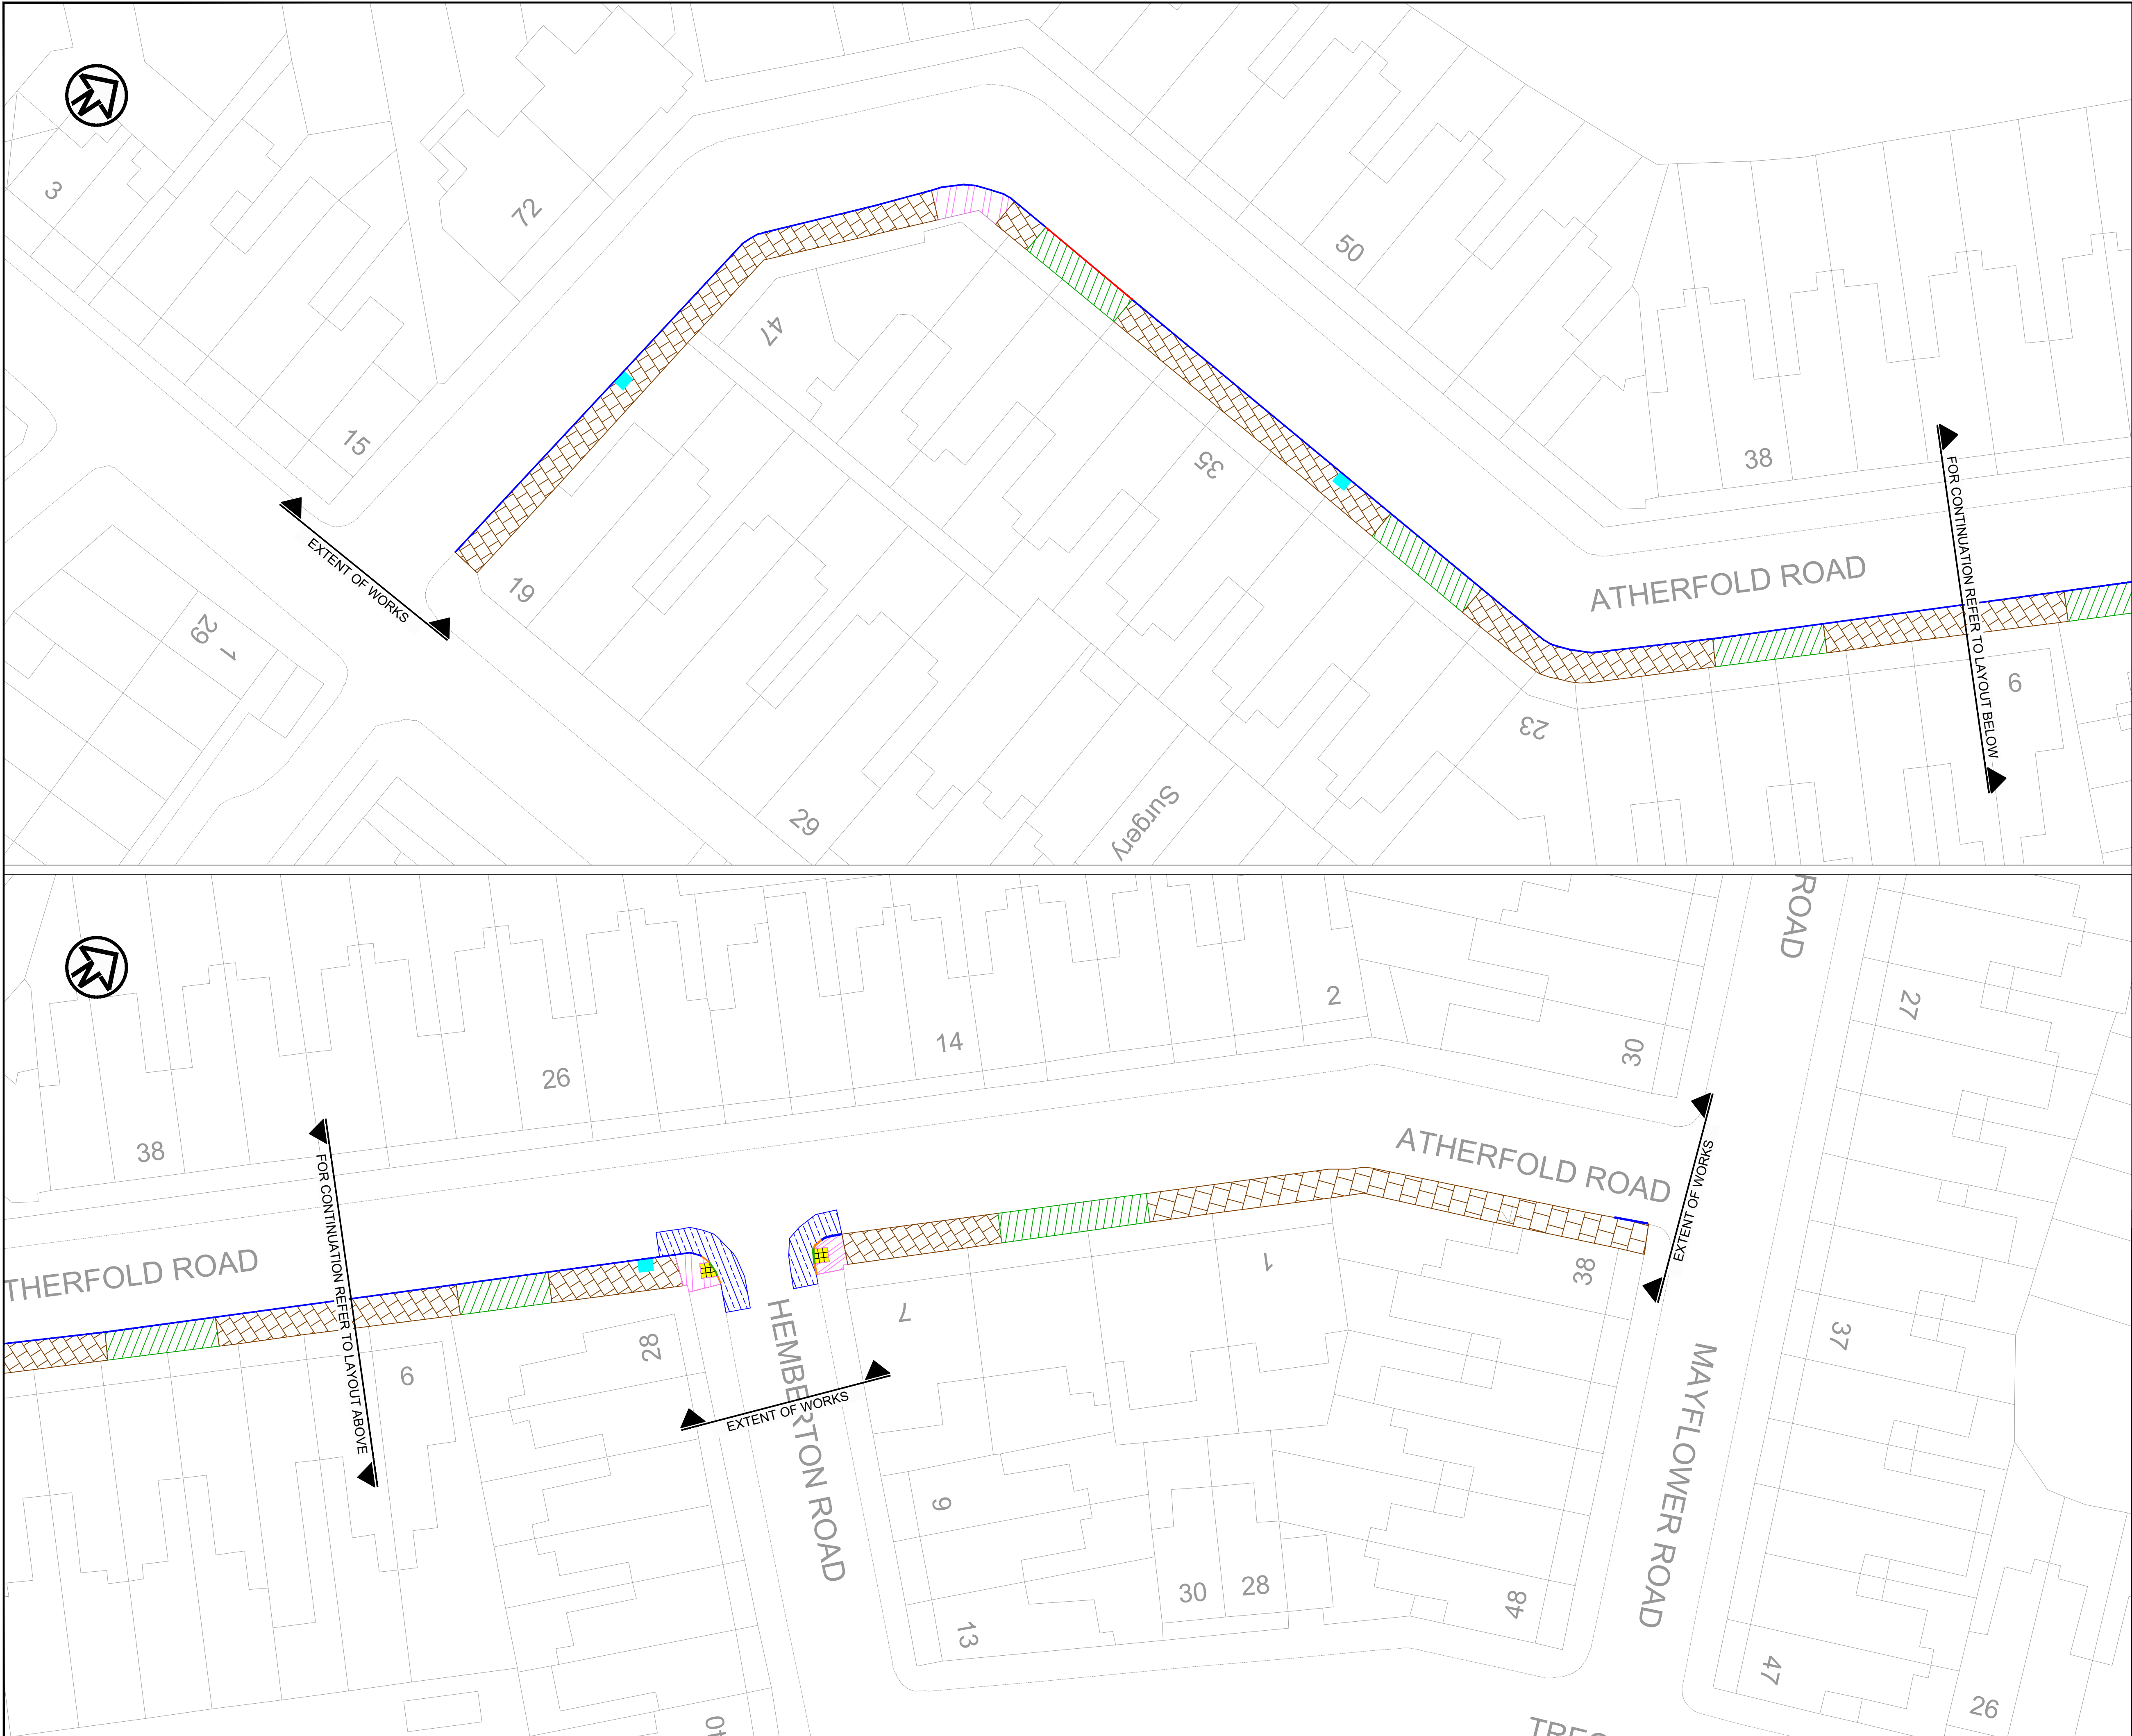 3
72
50
47
38
15
35
ATHERFOLD ROAD
FOR CONTINUATION REFER TO LAYOUT BELOW
EXTENT OF WORKS
19
29
1
9
23
29
Surgery
ROAD
27
2
14
30
26
38
ATHERFOLD ROAD
EXTENT OF WORKS
FOR CONTINUATION REFER TO LAYOUT ABOVE
THERFOLD ROAD
1
38
7
28
9
37
HEMBERTON ROAD
EXTENT OF WORKS
MAYFLOWER ROAD
9
30
28
48
13
47
26
40